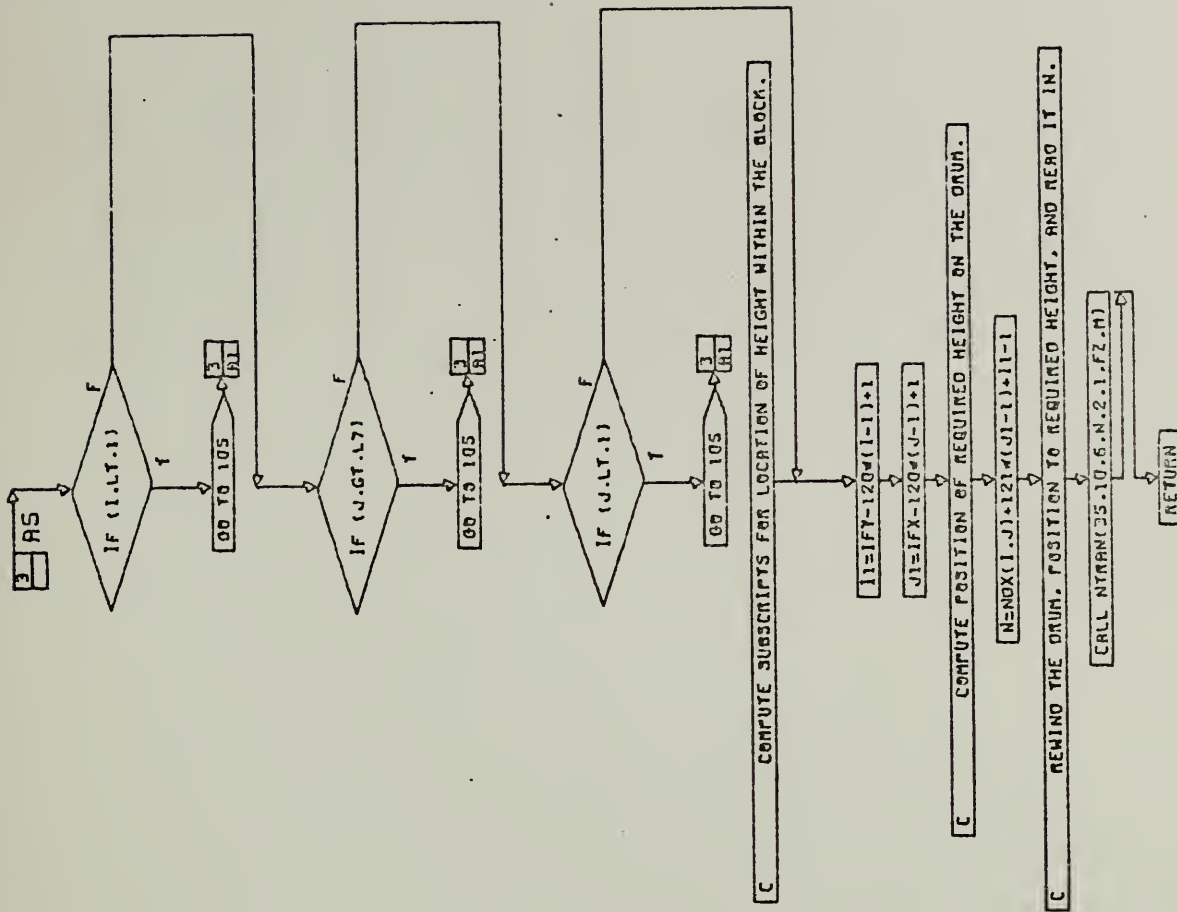 3
A5
IF (I.LT.1)
F
T
GO TO 105
3
A1
IF (J.GT.L7)
F
T
GO TO 105
3
A1
IF (J.LT.1)
F
T
GO TO 105
3
A1
C COMPUTE SUBSCRIPTS FOR LOCATION OF HEIGHT WITHIN THE BLOCK.
I1=IFY-120*(I-1)+1
J1=IFX-120*(J-1)+1
C COMPUTE POSITION OF REQUIRED HEIGHT ON THE DRUM.
N=NDX(I,J)+121*(J1-1)+I1-1
C REWIND THE DRUM, POSITION TO REQUIRED HEIGHT, AND READ IT IN.
CALL NTRAN(35,10,6,N,2,1,FZ,M)
RETURN